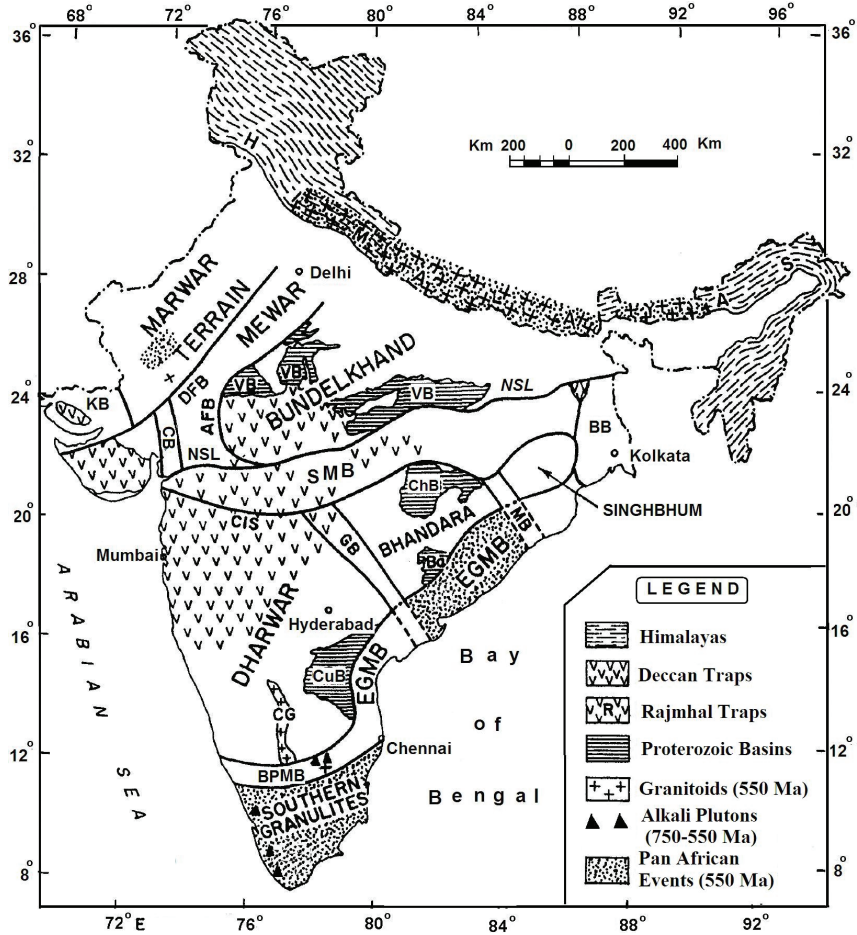 68° 72° 76° 80° 84° 88° 92° 96°
36° 36°
H
Km 200 0 200 400 Km
32° 32°
I
M
A
L
A
Y
A
S
28° 28°
Delhi
MARWAR
TERRAIN
MEWAR
DFB
VB
VB
BUNDELKHAND
VB
NSL
24° 24°
KB
CB
AFB
NSL
SMB
BB
Kolkata
ChB
SINGHBHUM
20° 20°
CIS
GB
BHANDARA
MB
Mumbai
Bd
EGMB
ARABIAN SEA
DHARWAR
Hyderabad
16° 16°
EGMB
CuB
CG
Bay
of
Bengal
12° 12°
Chennai
BPMB
SOUTHERN
GRANULITES
8° 8°
72° E 76° 80° 84° 88° 92°
LEGEND
Himalayas
Deccan Traps
R Rajmhal Traps
Proterozoic Basins
Granitoids (550 Ma)
Alkali Plutons
(750-550 Ma)
Pan African
Events (550 Ma)